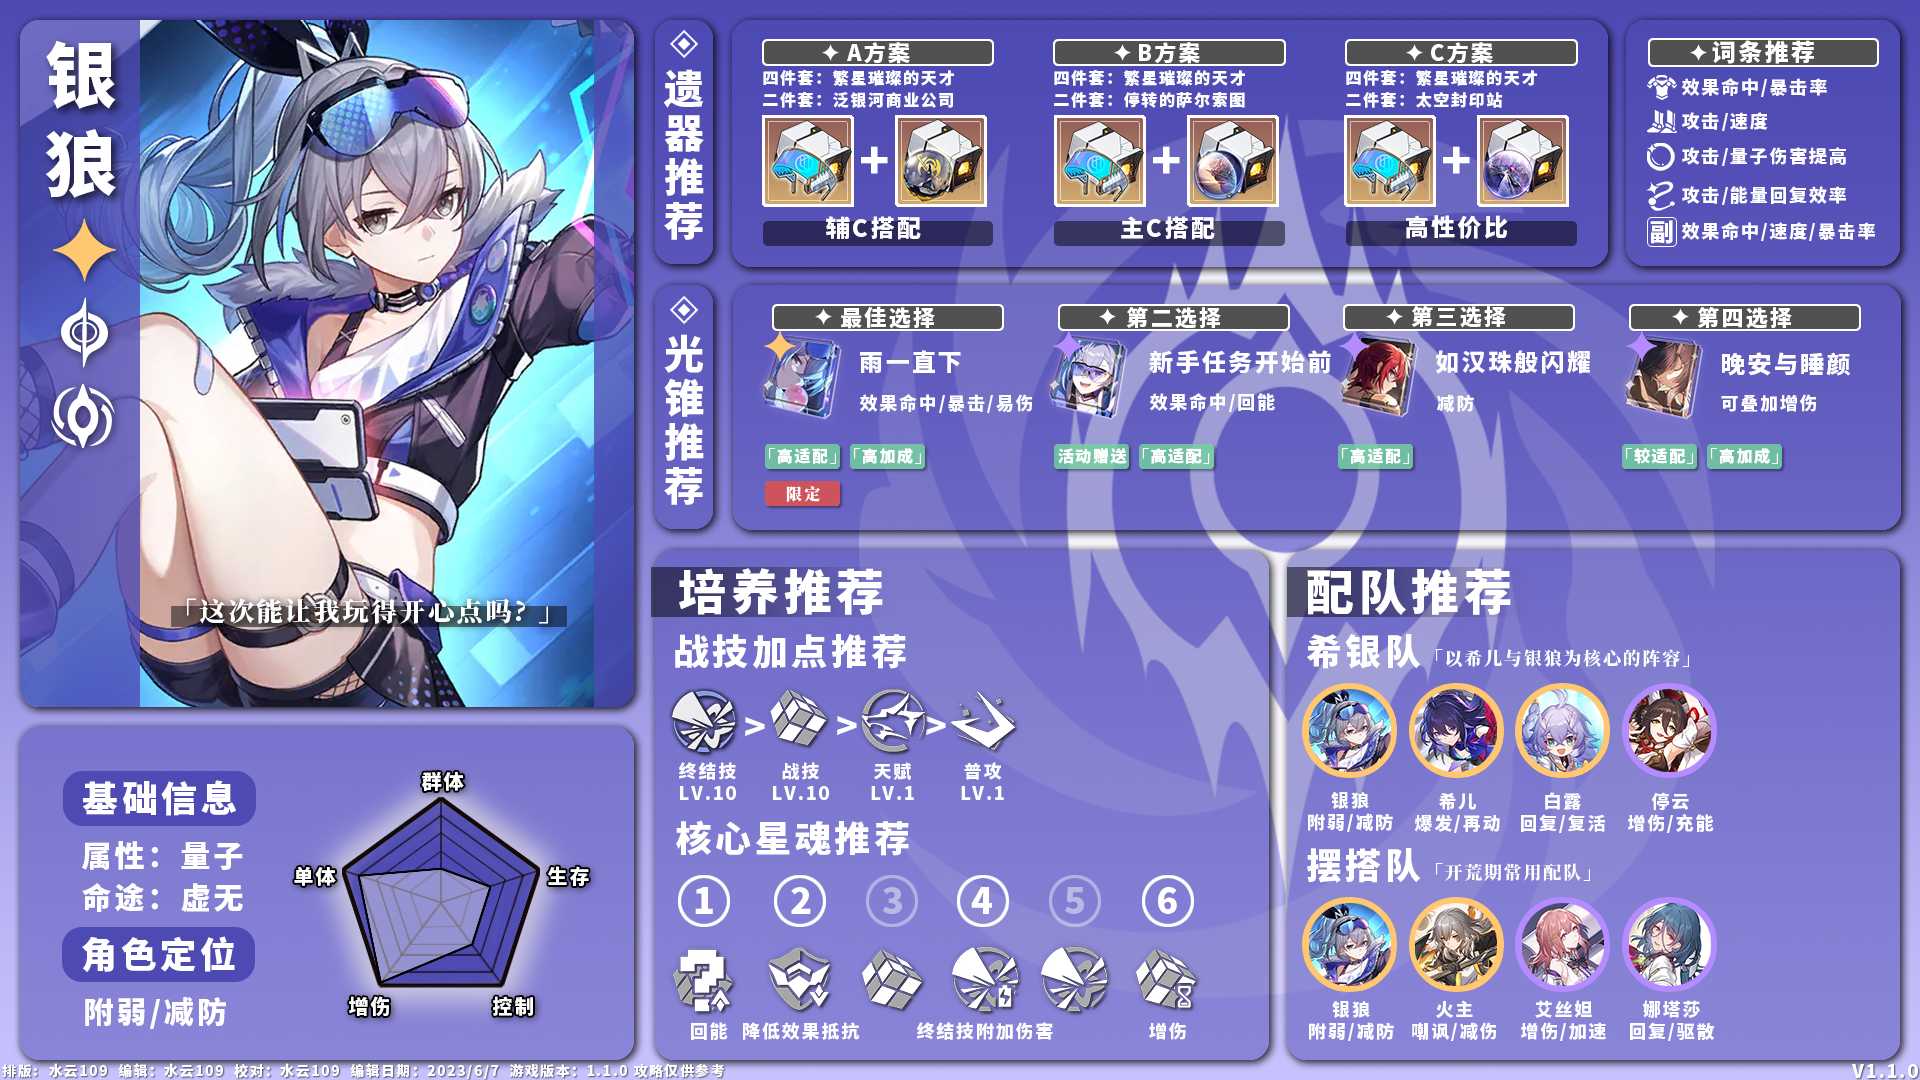 银狼
「这次能让我玩得开心点吗？」
基础信息
属性：量子
命途：虚无
角色定位
附弱/减防
群体
单体
生存
增伤
控制
遗器推荐
✦ A方案
四件套：繁星璀璨的天才
二件套：泛银河商业公司
+
辅C搭配
✦ B方案
四件套：繁星璀璨的天才
二件套：停转的萨尔索图
+
主C搭配
✦ C方案
四件套：繁星璀璨的天才
二件套：太空封印站
+
高性价比
✦词条推荐
效果命中/暴击率
攻击/速度
攻击/量子伤害提高
攻击/能量回复效率
副 效果命中/速度/暴击率
光锥推荐
✦ 最佳选择
雨一直下
效果命中/暴击/易伤
「高适配」 「高加成」
限定
✦ 第二选择
新手任务开始前
效果命中/回能
活动赠送 「高适配」
✦ 第三选择
如汉珠般闪耀
减防
「高适配」
✦ 第四选择
晚安与睡颜
可叠加增伤
「较适配」 「高加成」
培养推荐
战技加点推荐
> > >
终结技 战技 天赋 普攻
LV.10 LV.10 LV.1 LV.1
核心星魂推荐
1 2 3 4 5 6
回能 降低效果抵抗 终结技附加伤害 增伤
配队推荐
希银队「以希儿与银狼为核心的阵容」
银狼 希儿 白露 停云
附弱/减防 爆发/再动 回复/复活 增伤/充能
摆搭队「开荒期常用配队」
银狼 火主 艾丝妲 娜塔莎
附弱/减防 嘲讽/减伤 增伤/加速 回复/驱散
排版：水云109 编辑：水云109 校对：水云109 编辑日期：2023/6/7 游戏版本：1.1.0 攻略仅供参考
V1.1.0